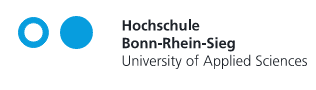 Hochschule
Bonn-Rhein-Sieg
University of Applied Sciences